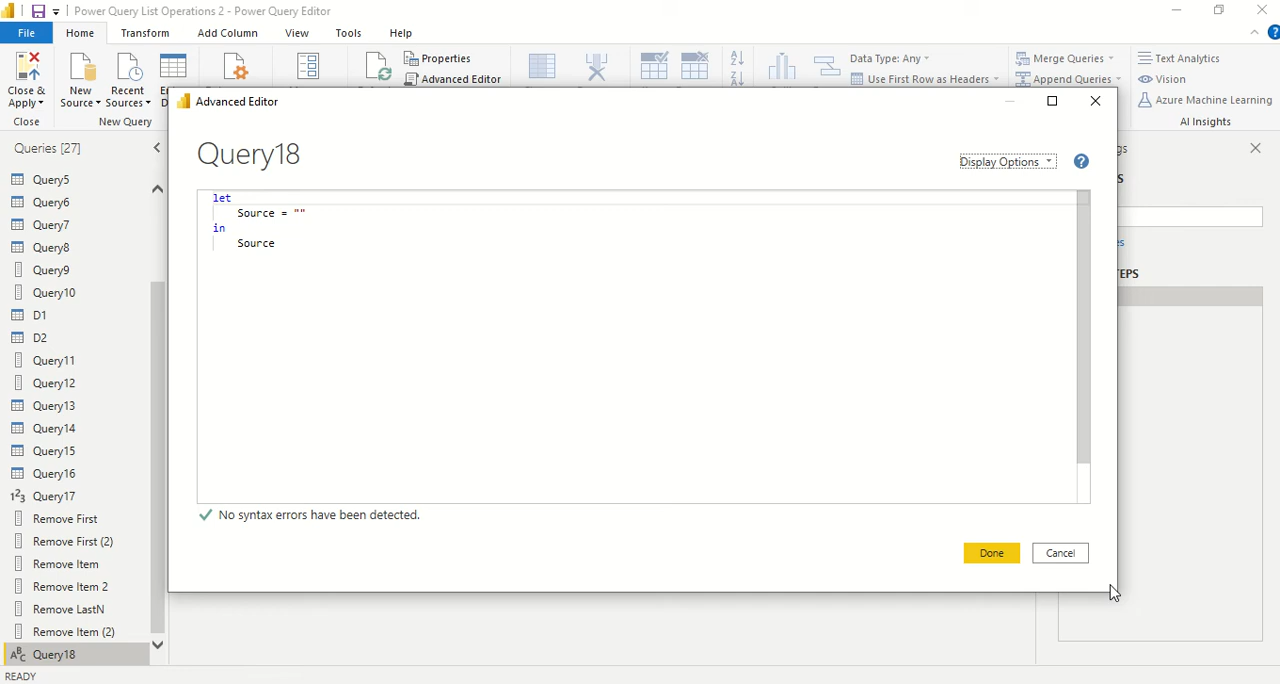 Power Query List Operations 2 - Power Query Editor
File Home Transform Add Column View Tools Help
Close & Apply
New Source
Recent Sources
Properties
Advanced Editor
Data Type: Any
Use First Row as Headers
Merge Queries
Append Queries
Text Analytics
Vision
Azure Machine Learning
Close
New Query
AI Insights
Queries [27]
Query5
Query6
Query7
Query8
Query9
Query10
D1
D2
Query11
Query12
Query13
Query14
Query15
Query16
1²3 Query17
Remove First
Remove First (2)
Remove Item
Remove Item 2
Remove LastN
Remove Item (2)
ABC Query18
READY
Advanced Editor
Query18
Display Options
let
Source = ""
in
Source
No syntax errors have been detected.
Done
Cancel